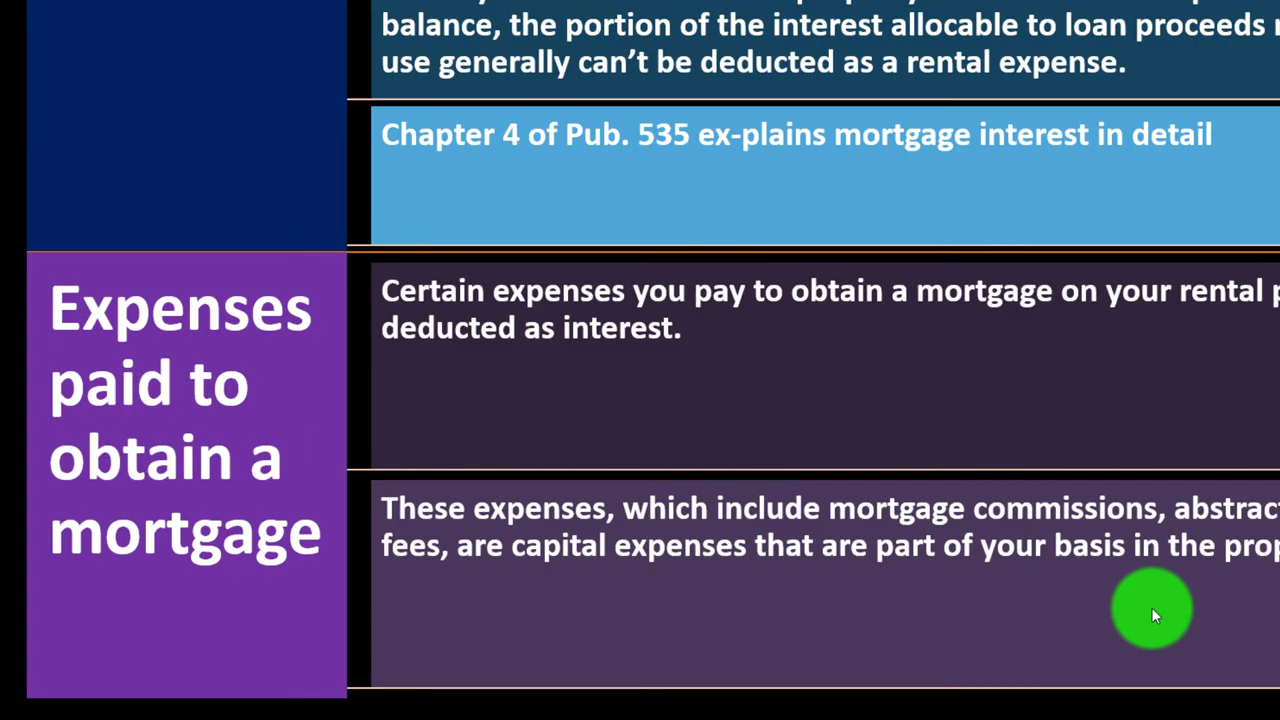 balance, the portion of the interest allocable to loan proceeds
use generally can't be deducted as a rental expense.
Chapter 4 of Pub. 535 ex-plains mortgage interest in detail
Expenses
paid to
obtain a
mortgage
Certain expenses you pay to obtain a mortgage on your rental
deducted as interest.
These expenses, which include mortgage commissions, abstract
fees, are capital expenses that are part of your basis in the